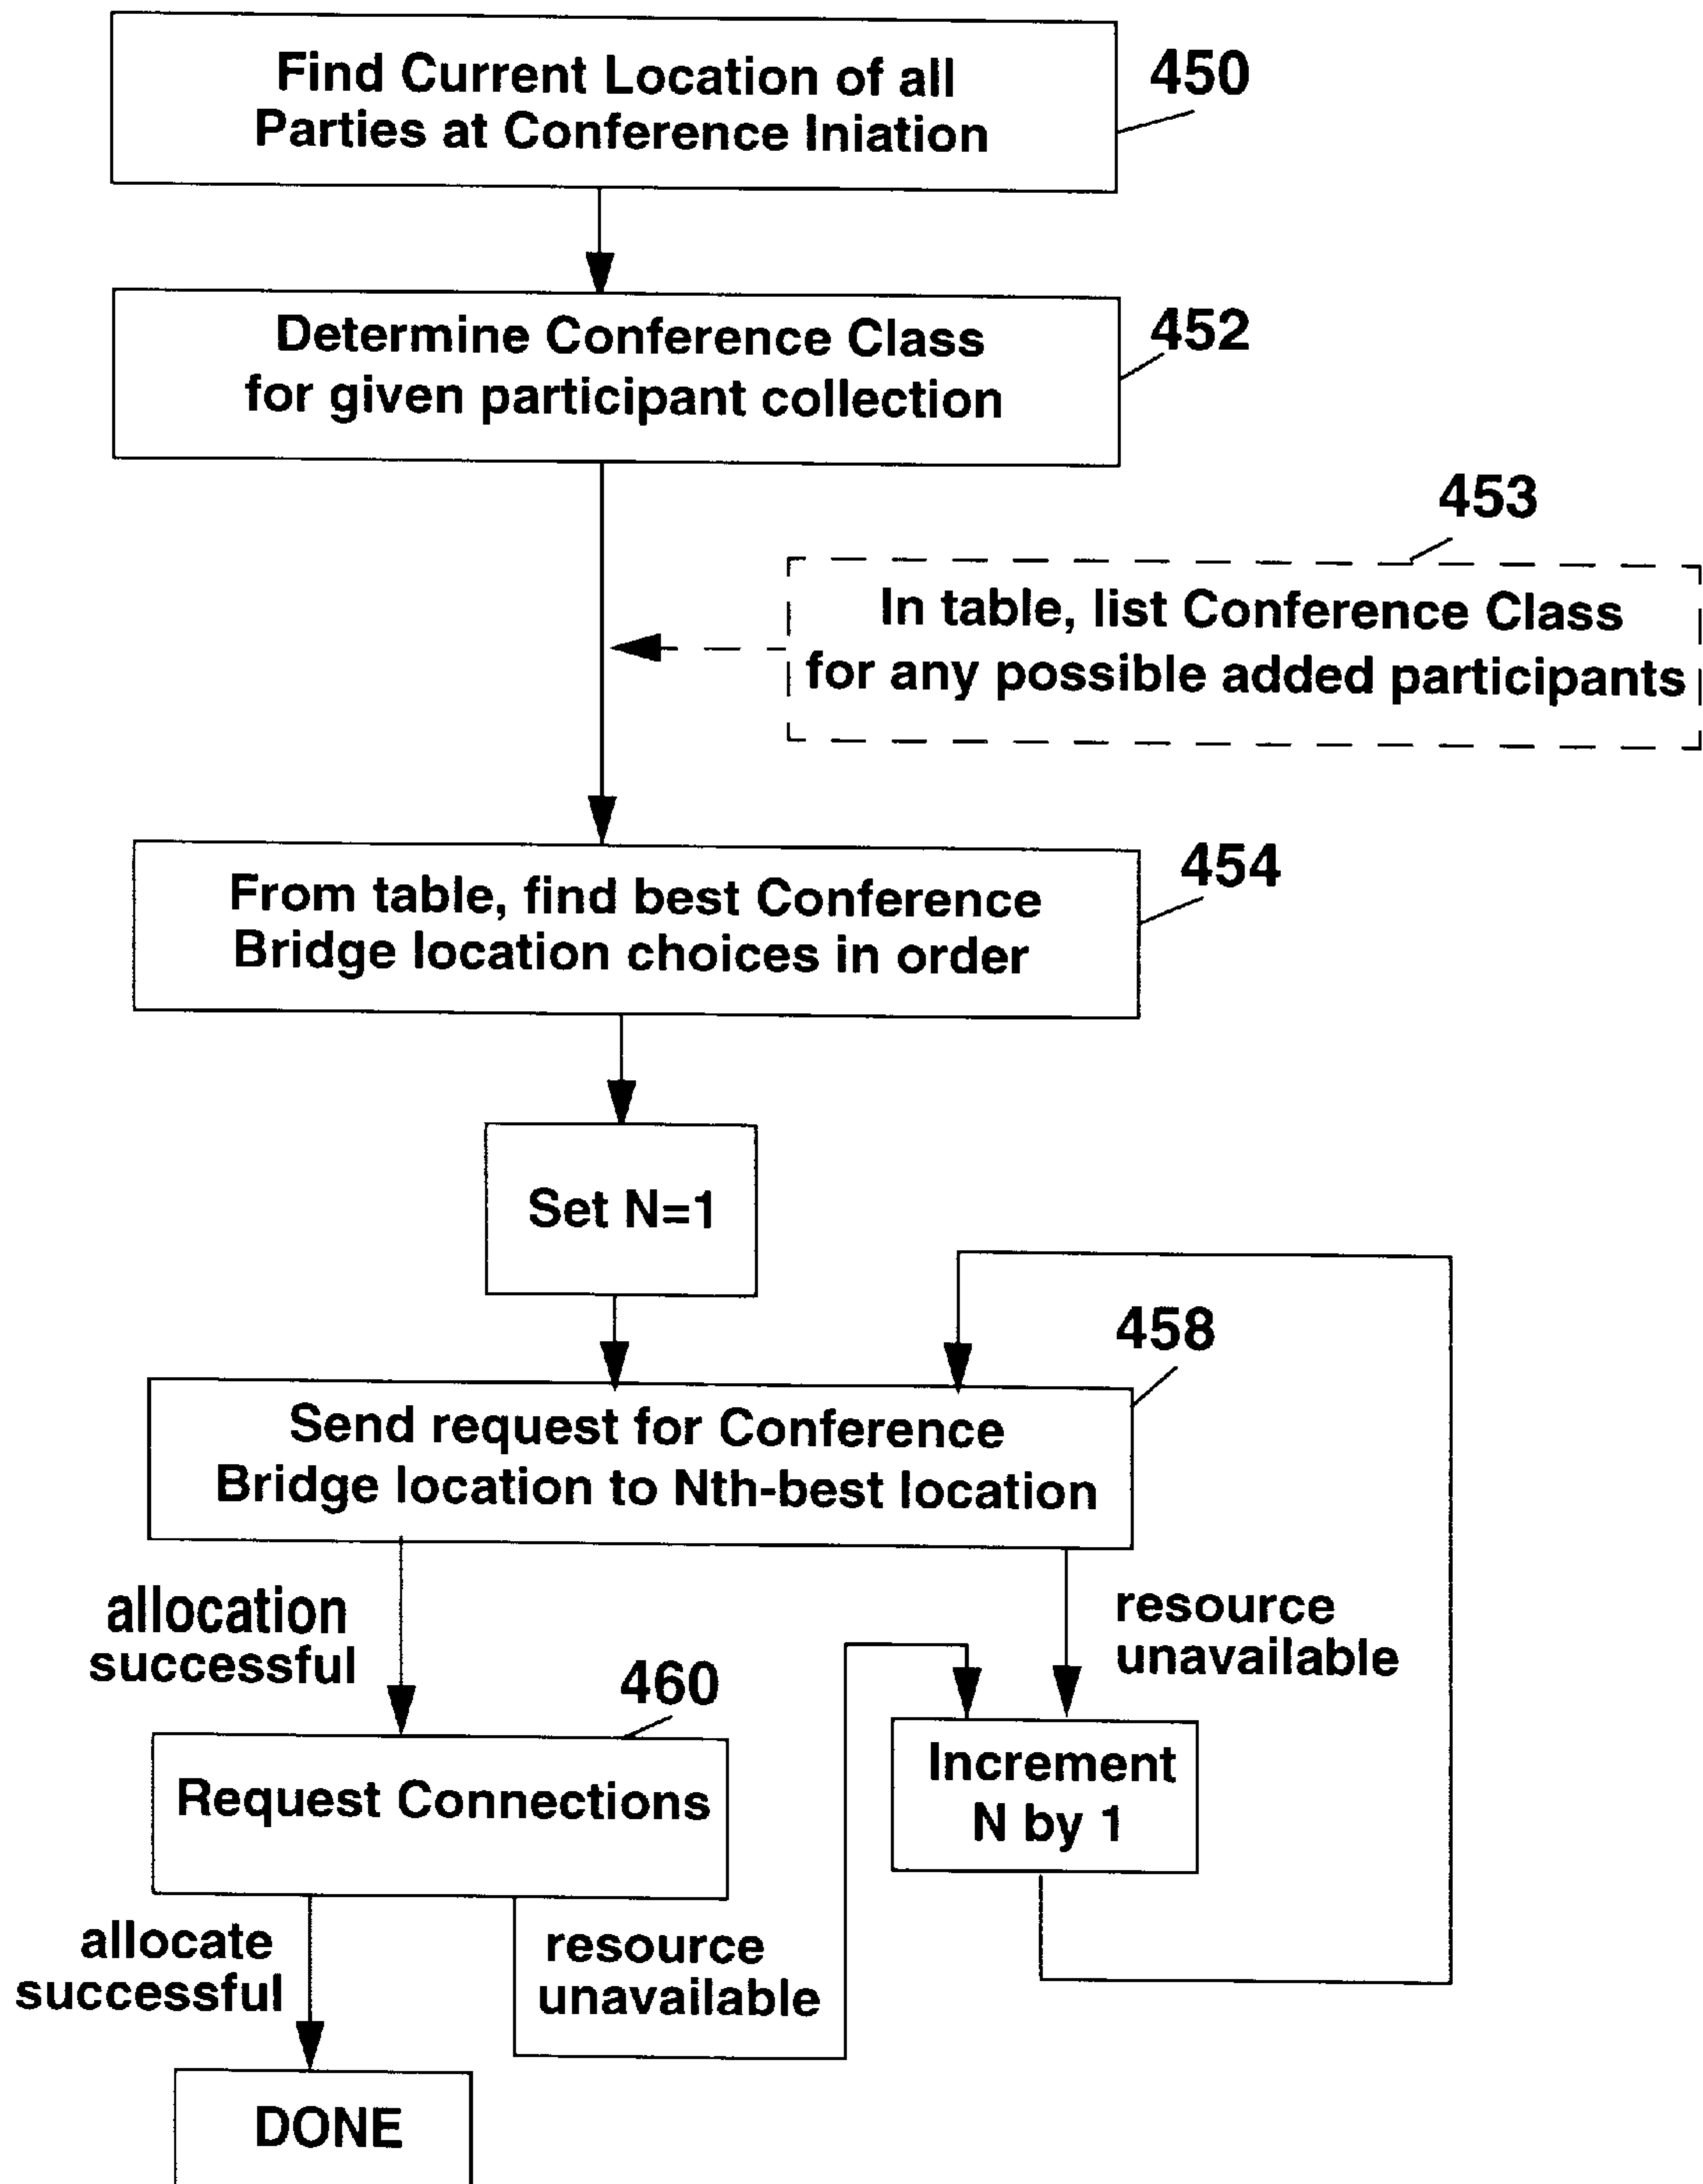 Find Current Location of all
Parties at Conference Iniation
450
Determine Conference Class
for given participant collection
452
453
In table, list Conference Class
for any possible added participants
From table, find best Conference
Bridge location choices in order
454
Set N=1
458
Send request for Conference
Bridge location to Nth-best location
allocation
successful
resource
unavailable
460
Request Connections
Increment
N by 1
allocate
successful
resource
unavailable
DONE